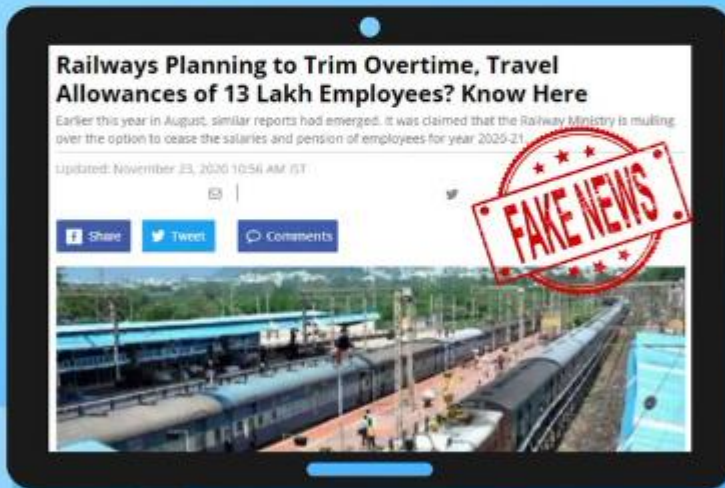 Railways Planning to Trim Overtime, Travel
Allowances of 13 Lakh Employees? Know Here
Earlier this year in August, similar reports had emerged. It was claimed that the Railway Ministry is mulling
over the option to cease the salaries and pension of employees for year 2020-21
Updated: November 23, 2020 10:56 AM IST
Share
Tweet
Comments
FAKE NEWS